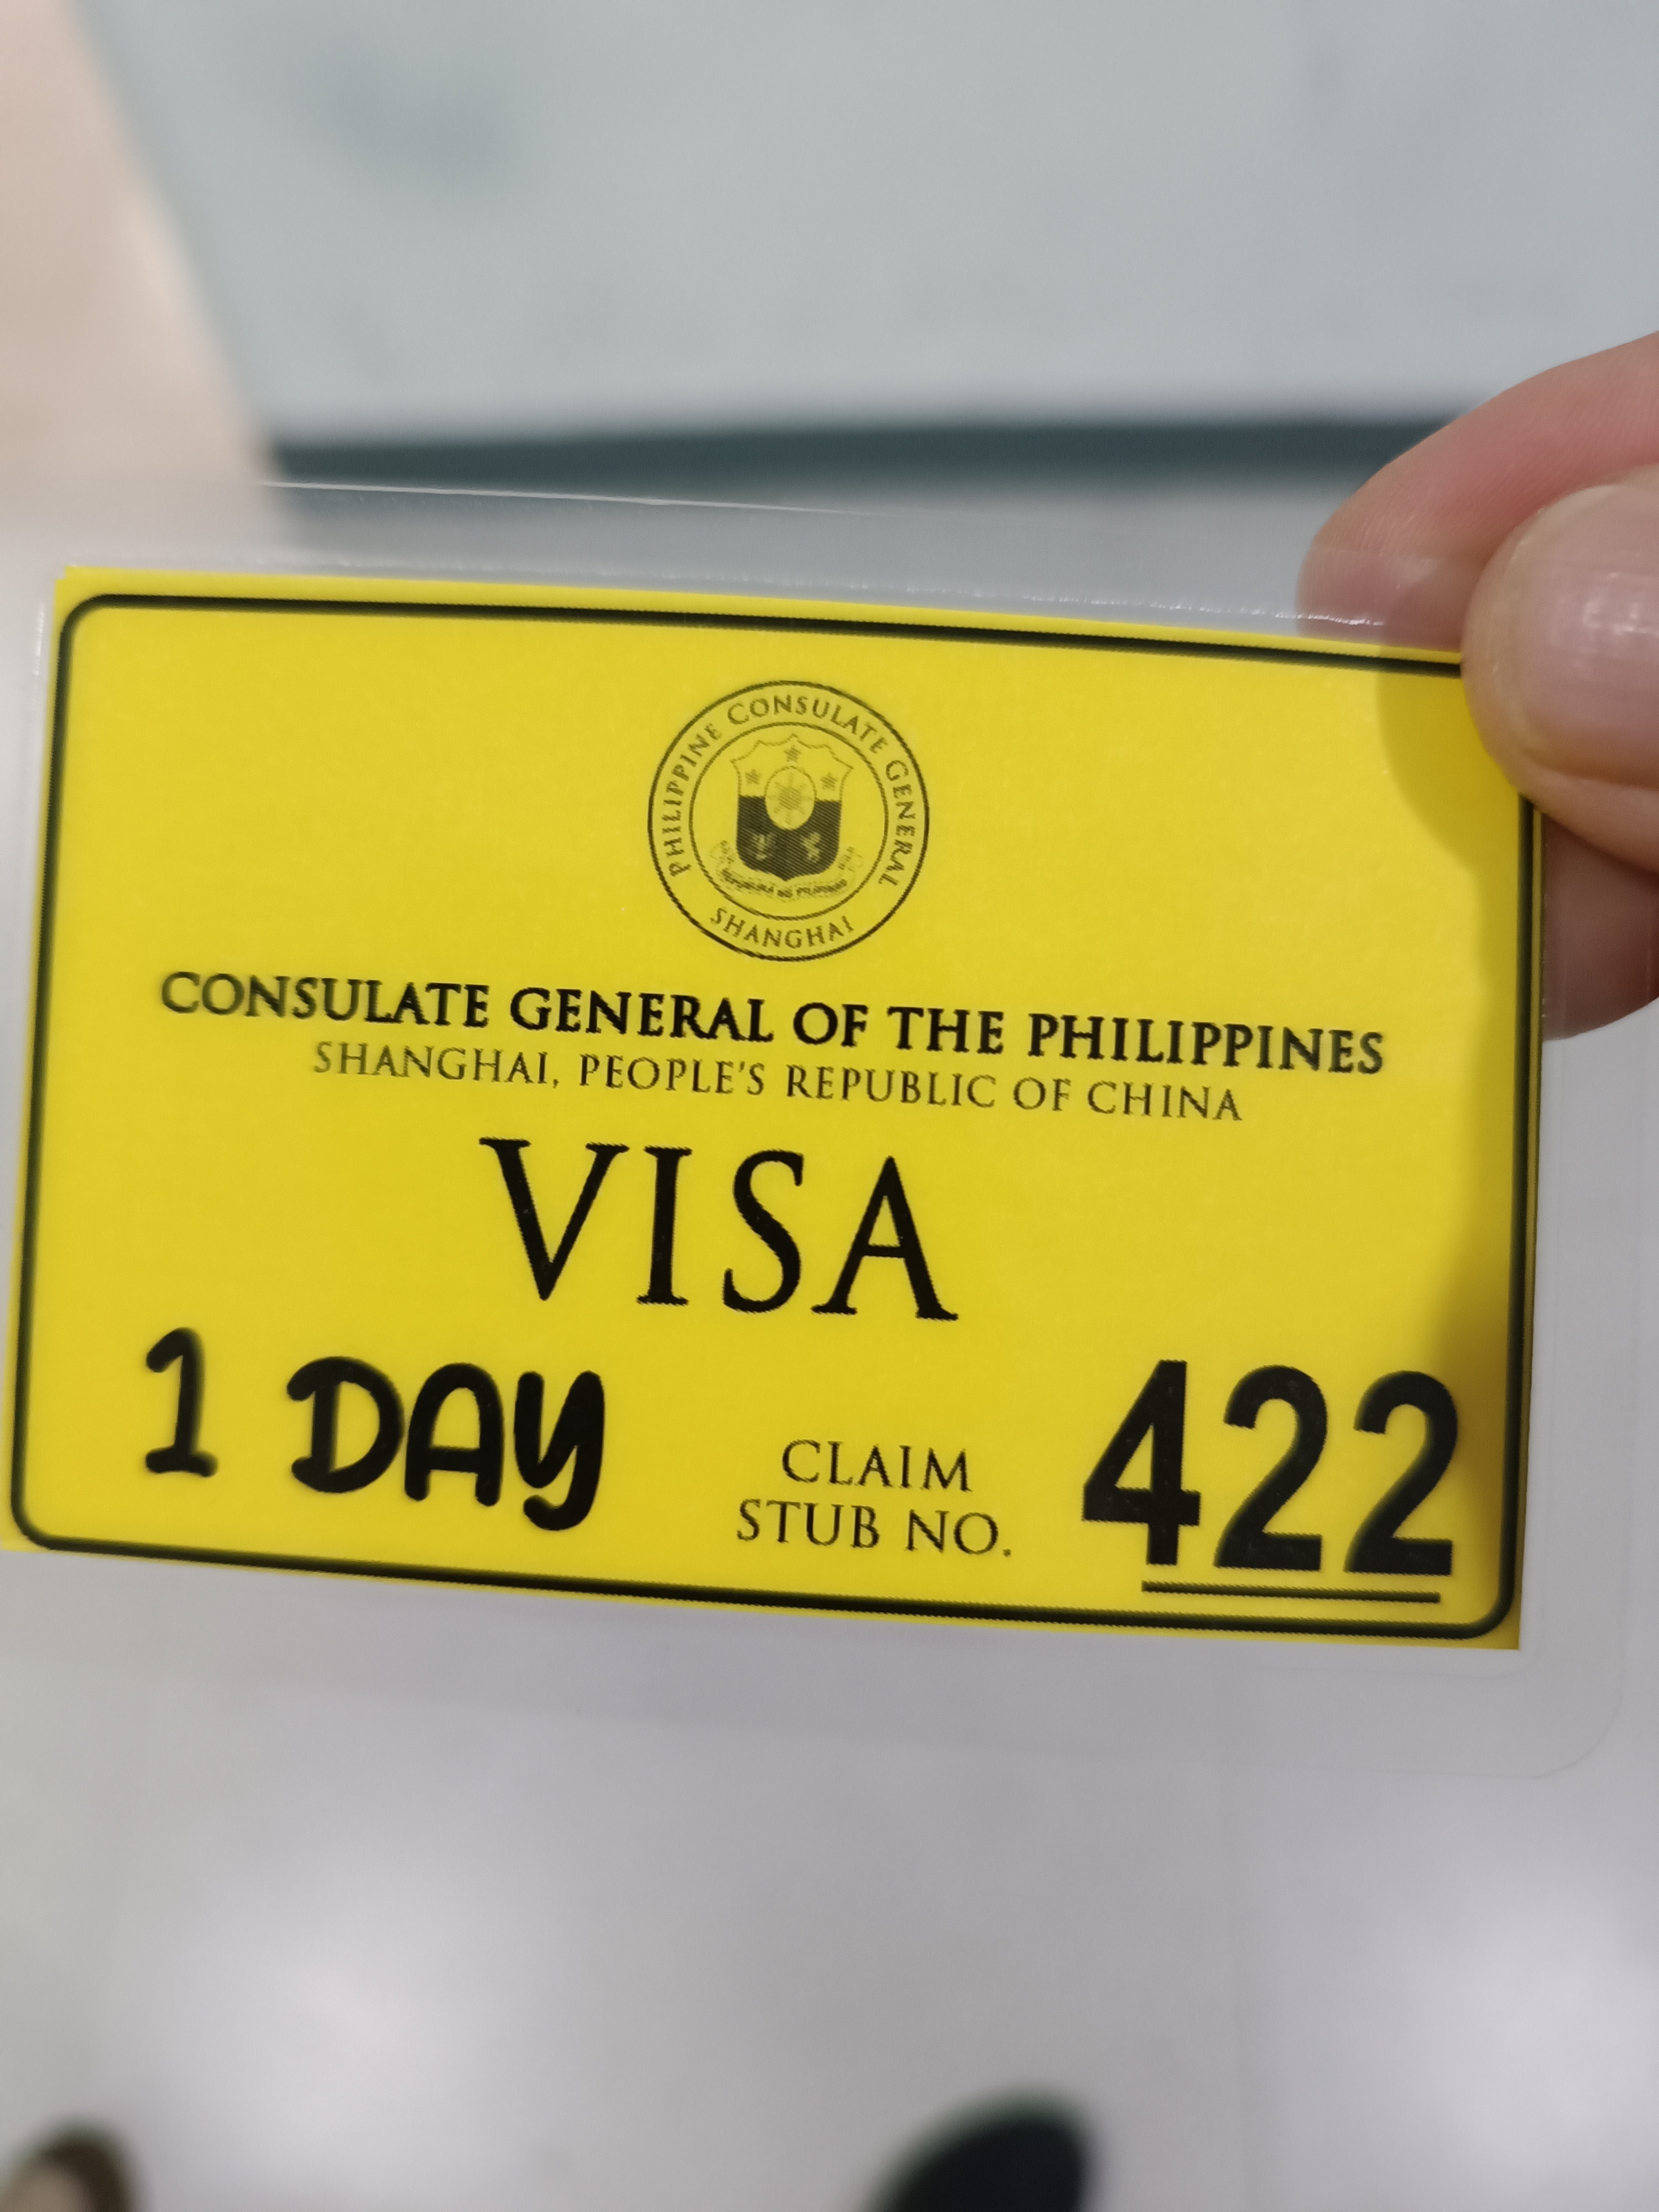 PHILIPPINE CONSULATE GENERAL
SHANGHAI
CONSULATE GENERAL OF THE PHILIPPINES
SHANGHAI, PEOPLE'S REPUBLIC OF CHINA
VISA
1 DAY
CLAIM
STUB NO.
422